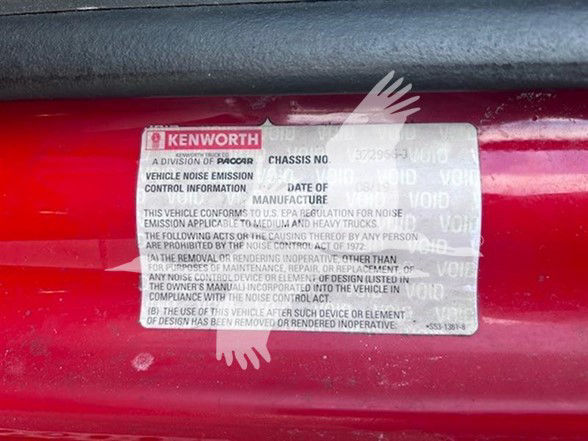 KENWORTH
KENWORTH TRUCK CO.
A DIVISION OF PACCAR CHASSIS NO.
VEHICLE NOISE EMISSION
CONTROL INFORMATION DATE OF 08/19
MANUFACTURE
THIS VEHICLE CONFORMS TO U.S. EPA REGULATION FOR NOISE
EMISSION APPLICABLE TO MEDIUM AND HEAVY TRUCKS.
THE FOLLOWING ACTS OR THE CAUSING THEREOF BY ANY PERSON
ARE PROHIBITED BY THE NOISE CONTROL ACT OF 1972:
(A) THE REMOVAL OR RENDERING INOPERATIVE, OTHER THAN
FOR PURPOSES OF MAINTENANCE, REPAIR, OR REPLACEMENT, OF
ANY NOISE CONTROL DEVICE OR ELEMENT OF DESIGN (LISTED IN
THE OWNER'S MANUAL) INCORPORATED INTO THE VEHICLE IN
COMPLIANCE WITH THE NOISE CONTROL ACT.
(B) THE USE OF THIS VEHICLE AFTER SUCH DEVICE OR ELEMENT
OF DESIGN HAS BEEN REMOVED OR RENDERED INOPERATIVE.